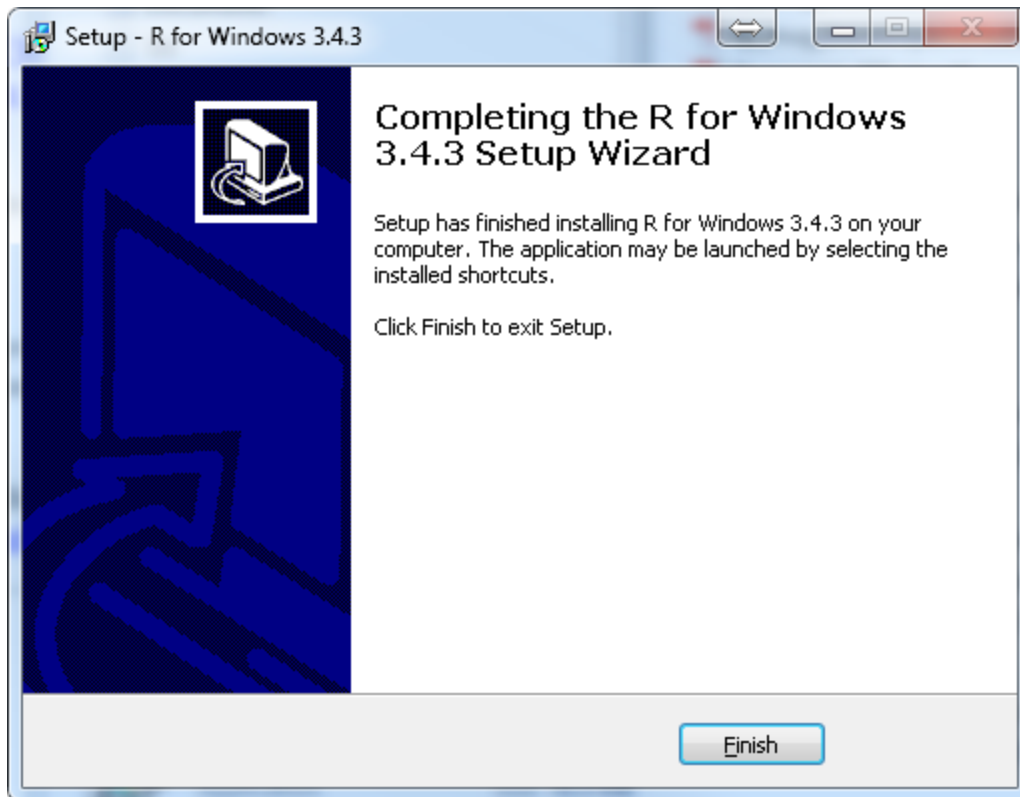 Setup - R for Windows 3.4.3
Completing the R for Windows
3.4.3 Setup Wizard
Setup has finished installing R for Windows 3.4.3 on your
computer. The application may be launched by selecting the
installed shortcuts.
Click Finish to exit Setup.
Finish